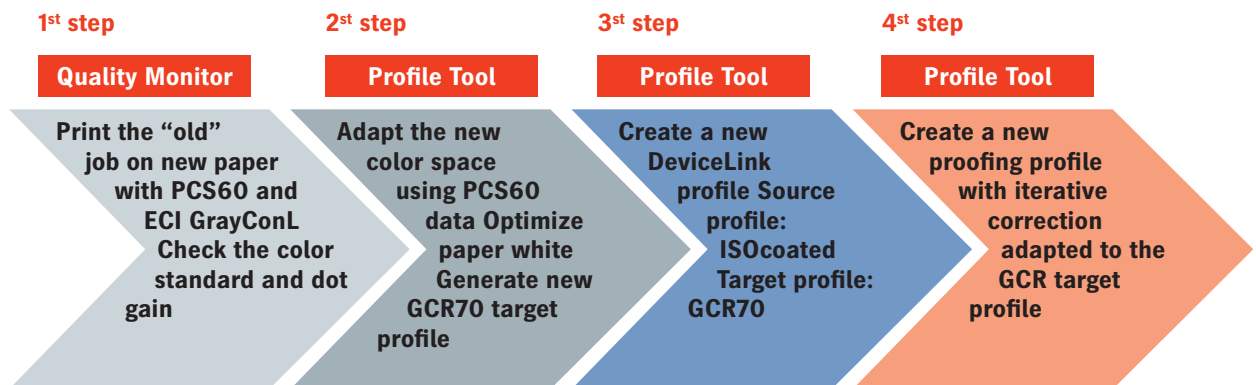 1st step
Quality Monitor
Print the “old”
job on new paper
with PCS60 and
ECI GrayConL
Check the color
standard and dot
gain
2nd step
Profile Tool
Adapt the new
color space
using PCS60
data Optimize
paper white
Generate new
GCR70 target
profile
3rd step
Profile Tool
Create a new
DeviceLink
profile Source
profile:
ISOcoated
Target profile:
GCR70
4th step
Profile Tool
Create a new
proofing profile
with iterative
correction
adapted to the
GCR target
profile